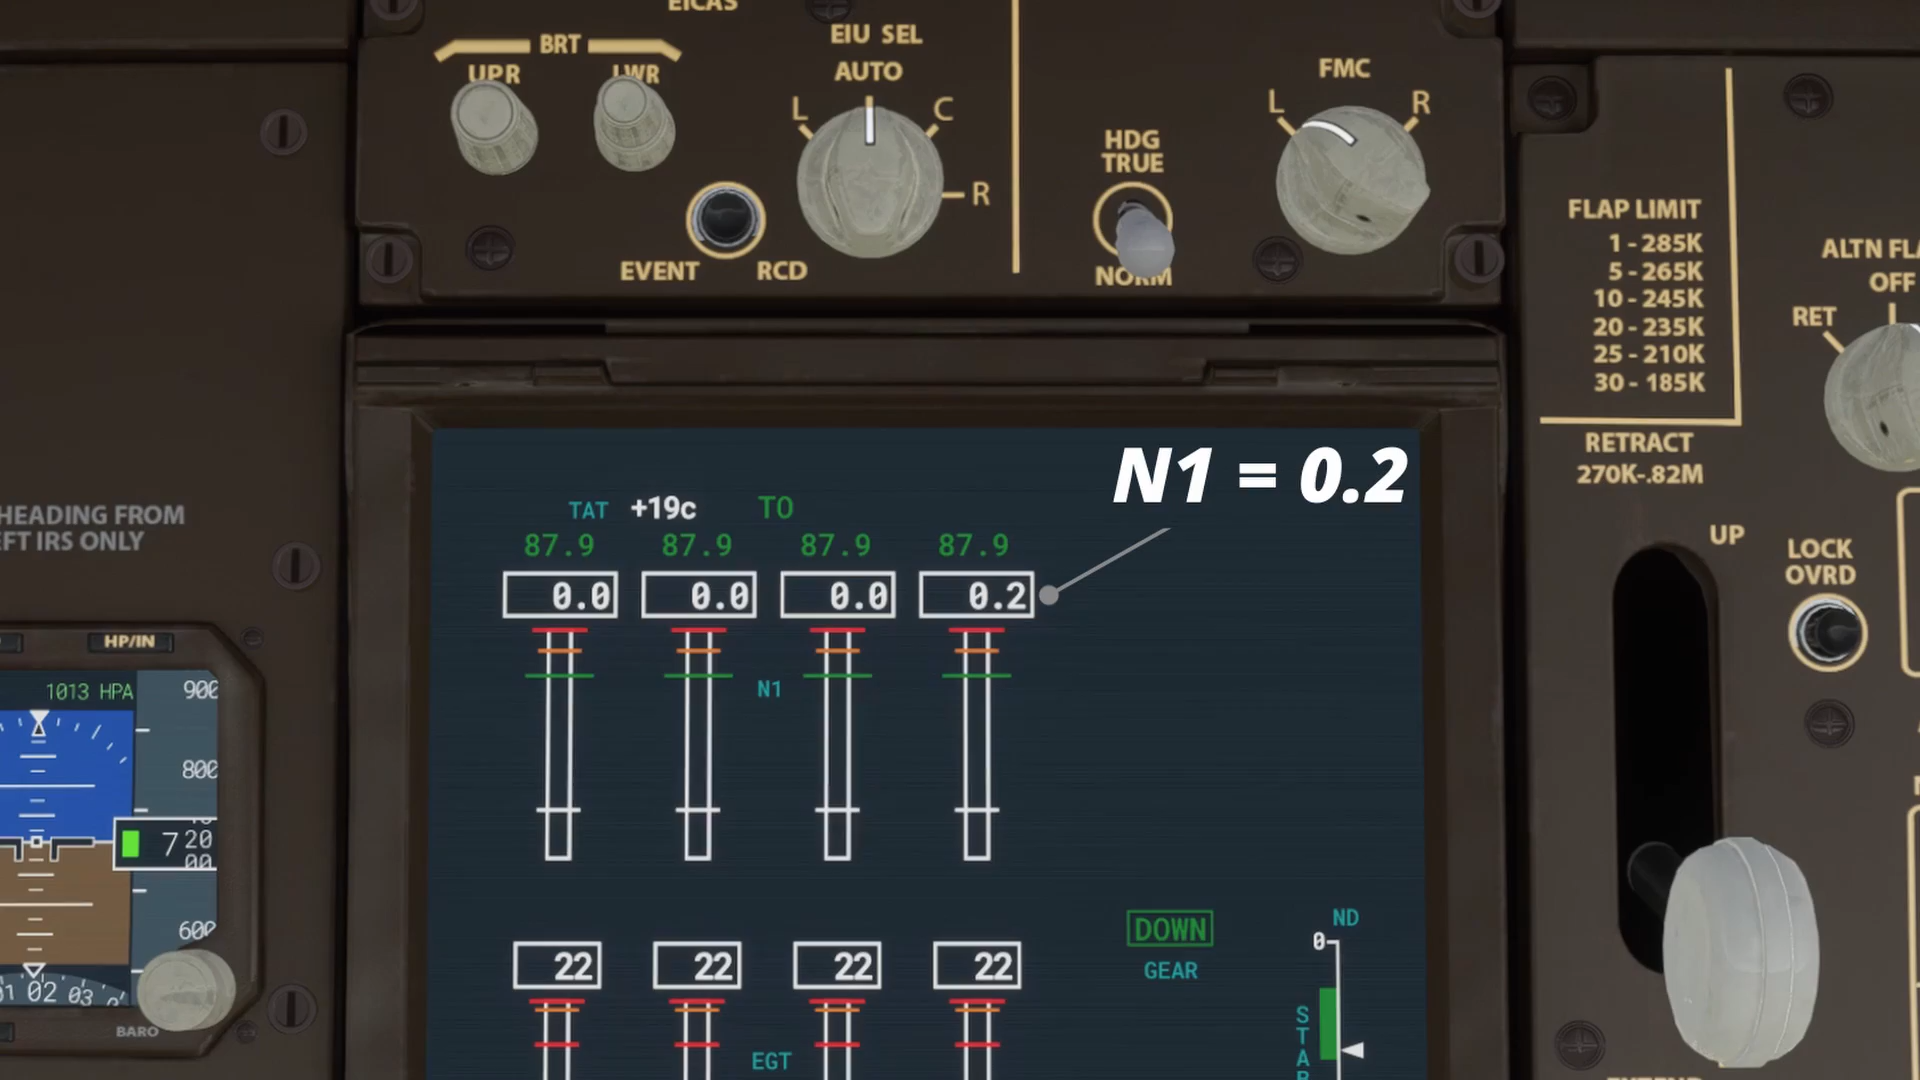 EICAS
BRT
UPR LWR
EVENT RCD
EIU SEL
AUTO
L C
R
HDG
TRUE
NORM
FMC
L R
FLAP LIMIT
1 - 285K
5 - 265K
10 - 245K
20 - 235K
25 - 210K
30 - 185K
RETRACT
270K-.82M
OFF
RET
UP
LOCK
OVRD
HEADING FROM
IRS ONLY
HP/IN
1013 HPA
900
800
7 20
00
600
01 02 03
BARO
N1 = 0.2
TAT +19c TO
87.9 87.9 87.9 87.9
0.0 0.0 0.0 0.2
N1
22 22 22 22
EGT
DOWN
GEAR
ND
0
STAB